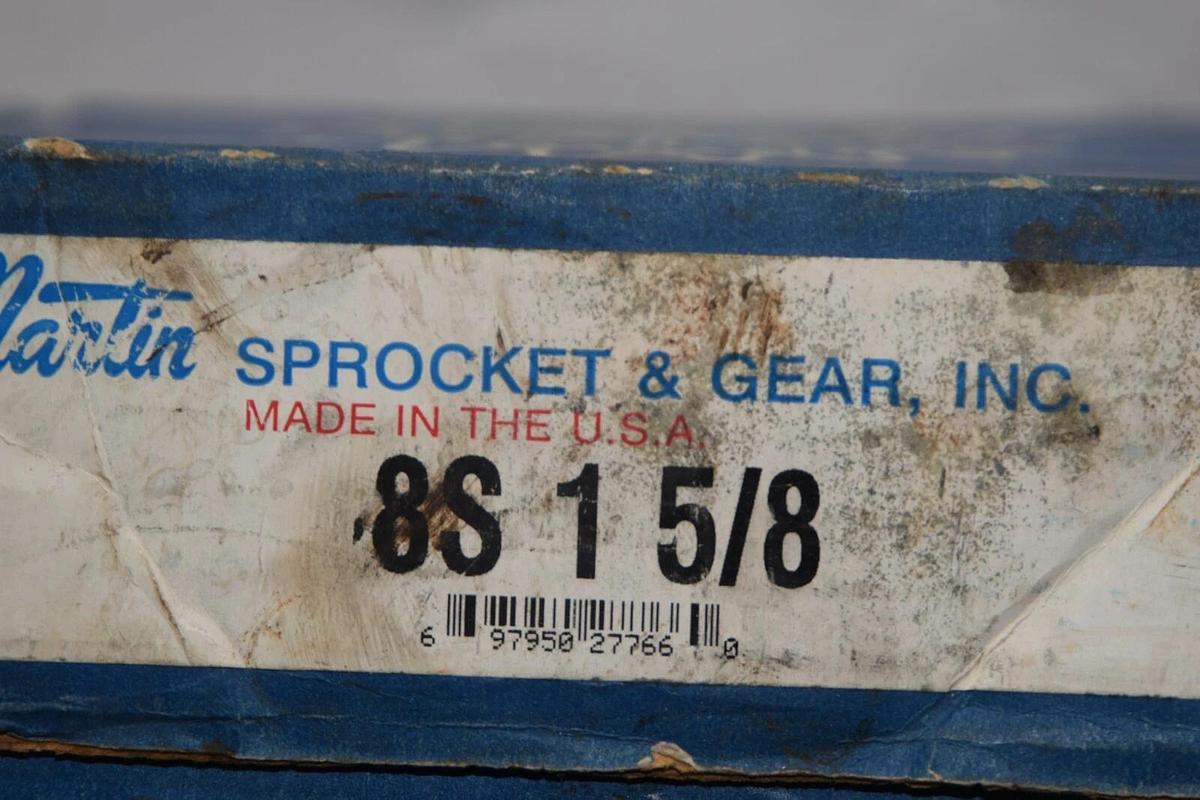 Martin SPROCKET & GEAR, INC.
MADE IN THE U.S.A.
8S 1 5/8
6 97950 27766 0